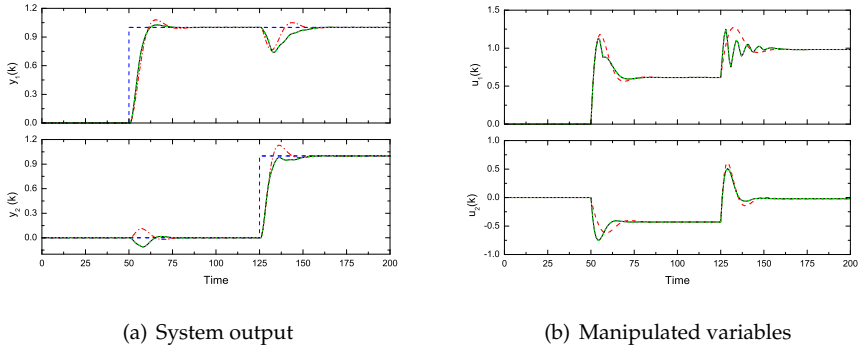 1.2
0.9
0.6
0.3
0.0
y₁(k)
1.2
0.9
0.6
0.3
0.0
y₂ (k)
0 25 50 75 100 125 150 175 200
Time
(a) System output
1.5
1.0
0.5
0.0
u₁(k)
1.0
0.5
0.0
-0.5
-1.0
u₂(k)
0 25 50 75 100 125 150 175 200
Time
(b) Manipulated variables